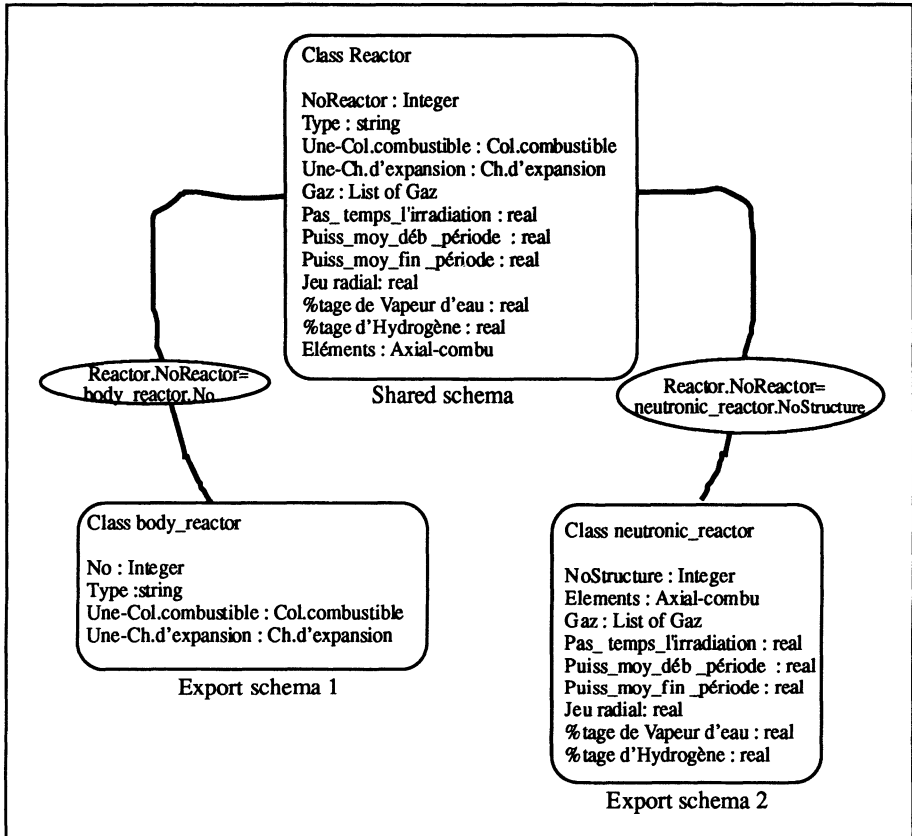 Class Reactor
NoReactor : Integer
Type : string
Une-Col.combustible : Col.combustible
Une-Ch.d'expansion : Ch.d'expansion
Gaz : List of Gaz
Pas_ temps_l'irradiation : real
Puiss_moy_déb _période : real
Puiss_moy_fin _période : real
Jeu radial: real
%tage de Vapeur d'eau : real
%tage d'Hydrogène : real
Eléments : Axial-combu
Shared schema
Reactor.NoReactor=
body_reactor.No
Reactor.NoReactor=
neutronic_reactor.NoStructure
Class body_reactor
No : Integer
Type :string
Une-Col.combustible : Col.combustible
Une-Ch.d'expansion : Ch.d'expansion
Export schema 1
Class neutronic_reactor
NoStructure : Integer
Elements : Axial-combu
Gaz : List of Gaz
Pas_ temps_l'irradiation : real
Puiss_moy_déb _période : real
Puiss_moy_fin _période : real
Jeu radial: real
%tage de Vapeur d'eau : real
%tage d'Hydrogène : real
Export schema 2